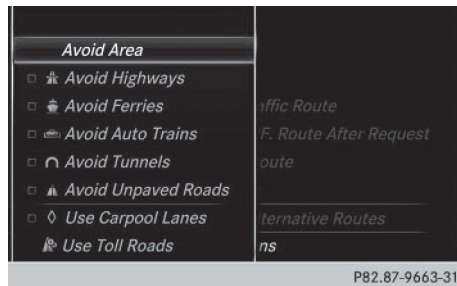 Avoid Area
Avoid Highways
Avoid Ferries
ffic Route
Avoid Auto Trains
F. Route After Request
Avoid Tunnels
oute
Avoid Unpaved Roads
Use Carpool Lanes
ternative Routes
Use Toll Roads
ns
P82.87-9663-31